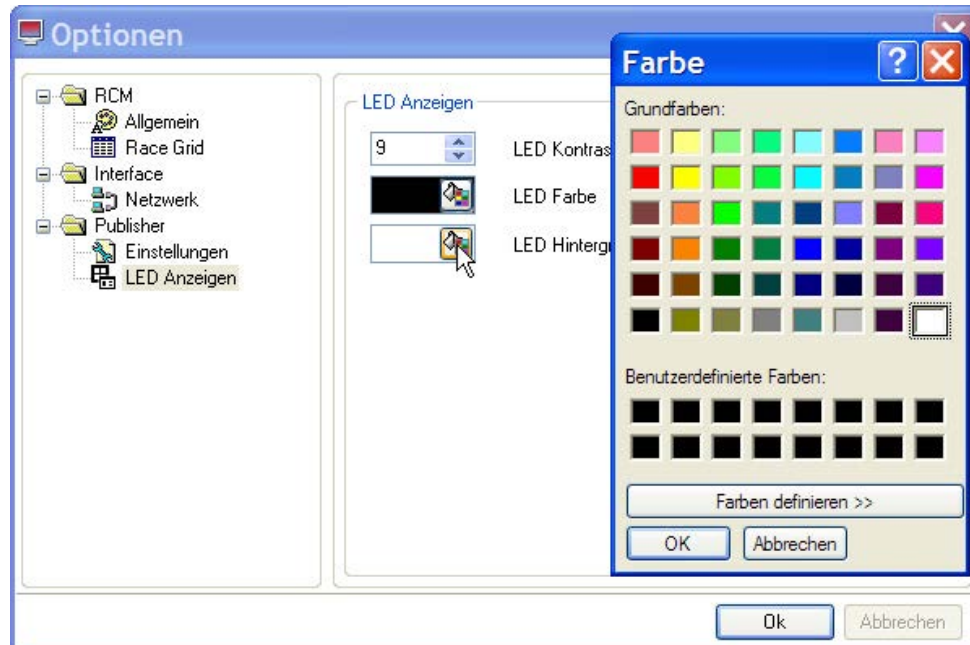 Optionen
RCM
Allgemein
Race Grid
Interface
Netzwerk
Publisher
Einstellungen
LED Anzeigen
LED Anzeigen
9
LED Kontras
LED Farbe
LED Hintergr
Farbe
?
Grundfarben:
Benutzerdefinierte Farben:
Farben definieren >>
OK
Abbrechen
Ok
Abbrechen